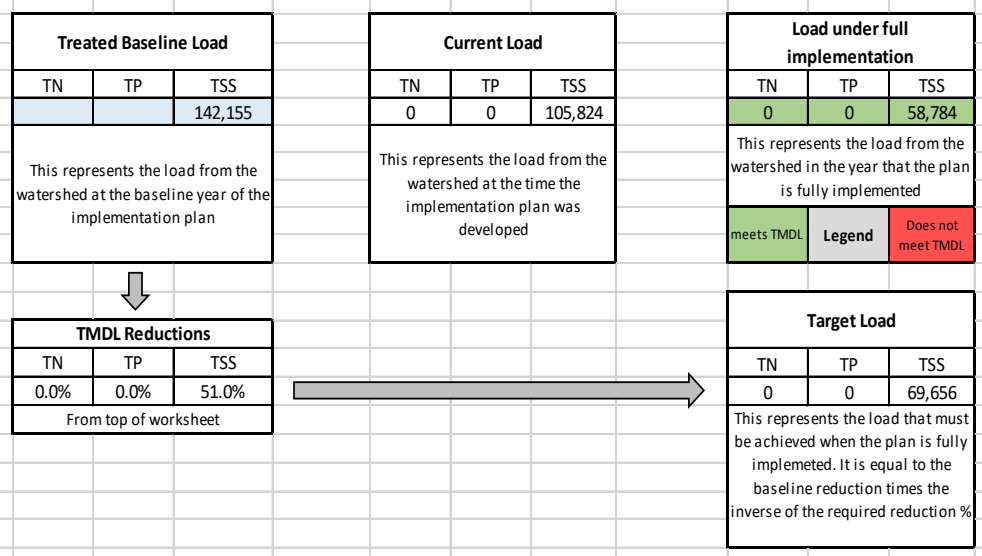 Treated Baseline Load
TN TP TSS
142,155
This represents the load from the
watershed at the baseline year of the
implementation plan
Current Load
TN TP TSS
0 0 105,824
This represents the load from the
watershed at the time the
implementation plan was
developed
Load under full
implementation
TN TP TSS
0 0 58,784
This represents the load from the
watershed in the year that the plan
is fully implemented
meets TMDL Legend Does not
meet TMDL
TMDL Reductions
TN TP TSS
0.0% 0.0% 51.0%
From top of worksheet
Target Load
TN TP TSS
0 0 69,656
This represents the load that must
be achieved when the plan is fully
implemeted. It is equal to the
baseline reduction times the
inverse of the required reduction %